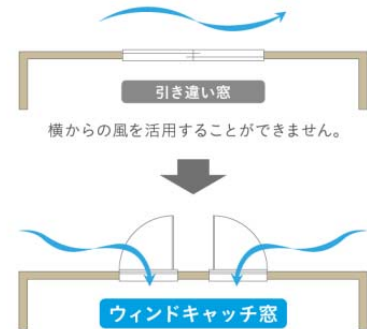 引き違い窓
横からの風を活用することができません。
ウィンドキャッチ窓